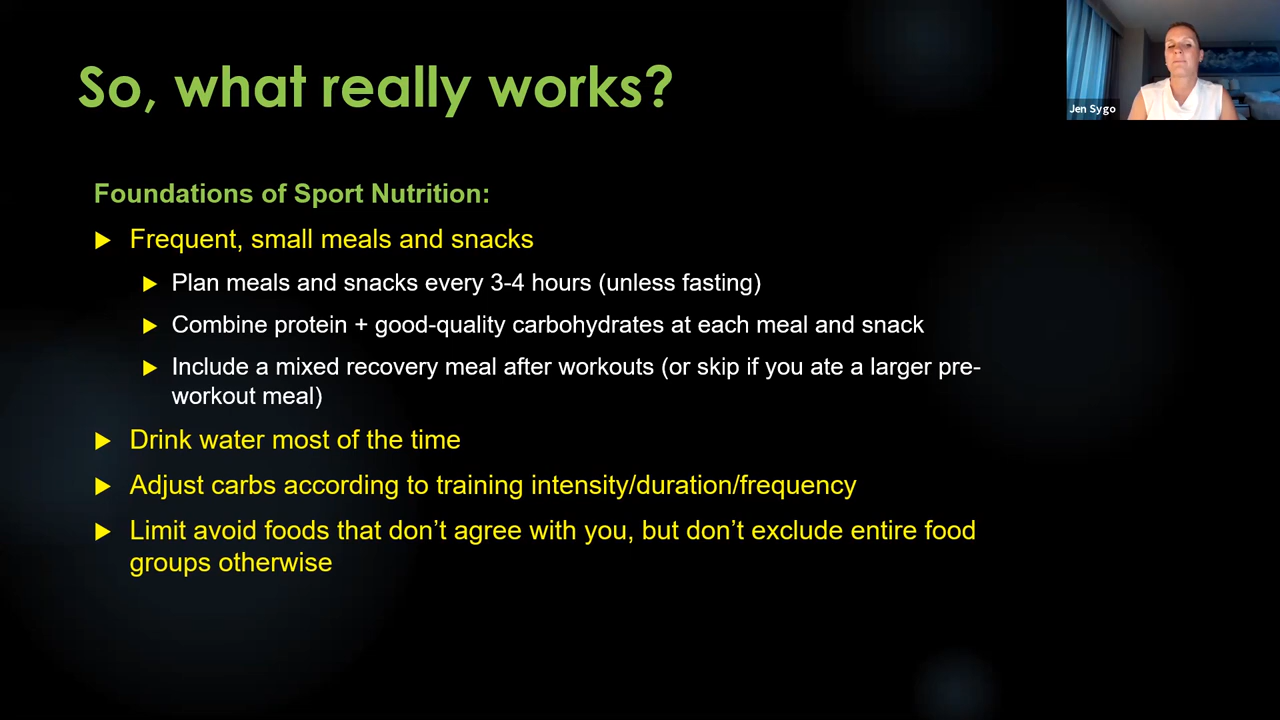 So, what really works?
Jen Sygo
Foundations of Sport Nutrition:
Frequent, small meals and snacks
Plan meals and snacks every 3-4 hours (unless fasting)
Combine protein + good-quality carbohydrates at each meal and snack
Include a mixed recovery meal after workouts (or skip if you ate a larger pre-
workout meal)
Drink water most of the time
Adjust carbs according to training intensity/duration/frequency
Limit avoid foods that don’t agree with you, but don’t exclude entire food
groups otherwise